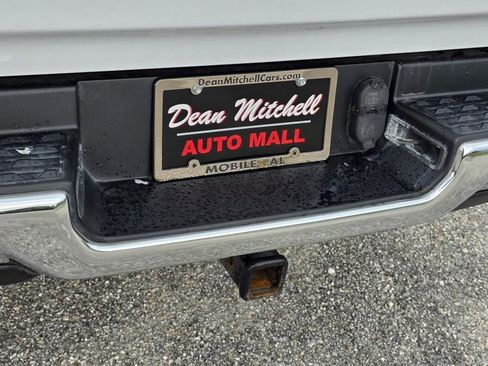 DeanMitchellCars.com
Dean Mitchell
AUTO MALL
MOBILE, AL